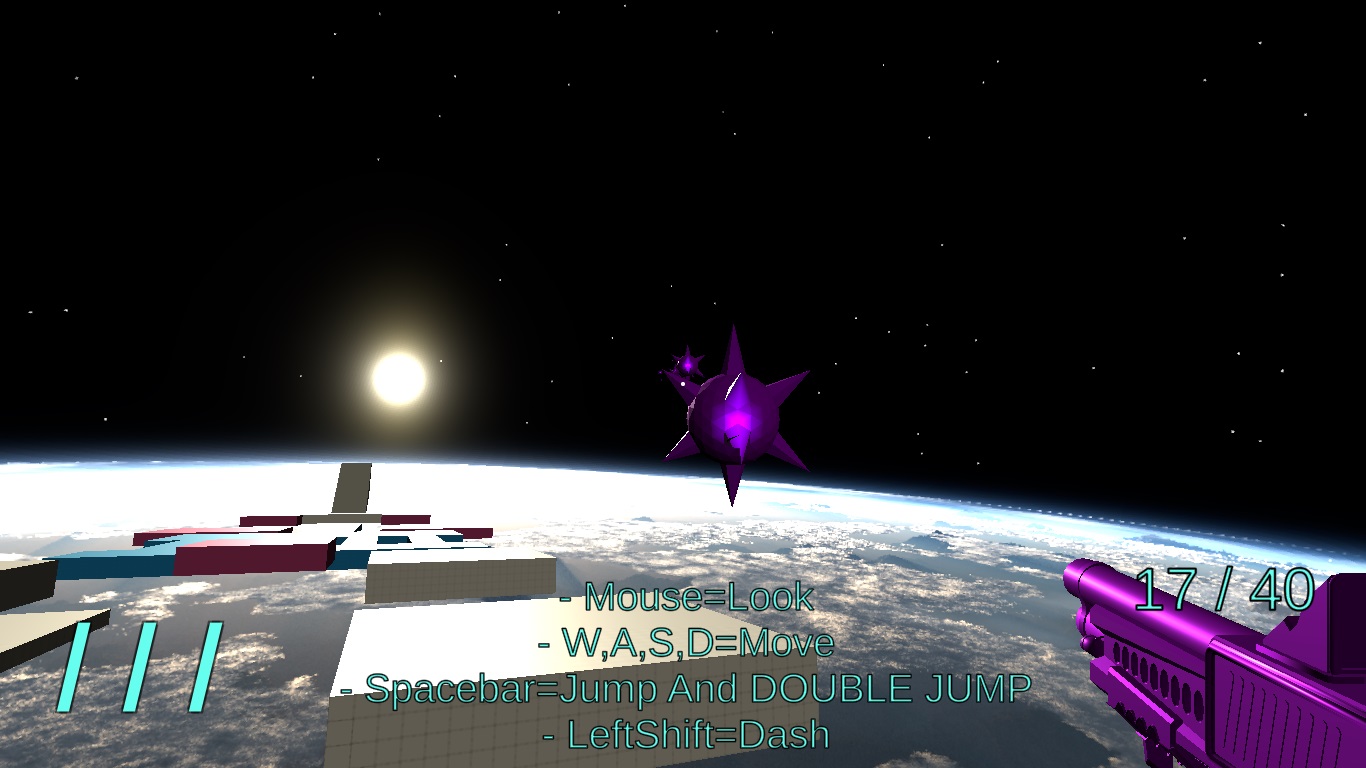 17 / 40
- Mouse=Look
- W,A,S,D=Move
- Spacebar=Jump And DOUBLE JUMP
- LeftShift=Dash
///